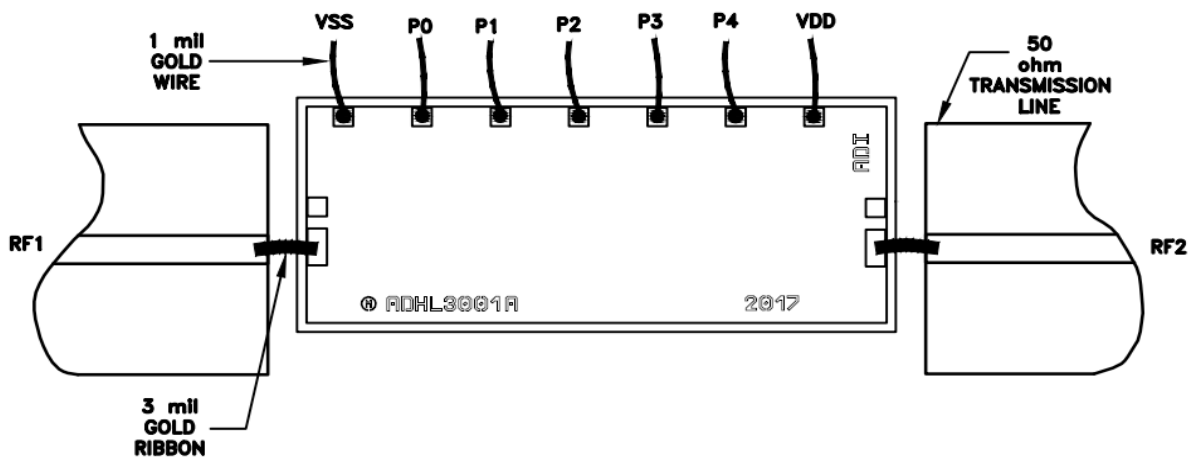 VSS
P0
P1
P2
P3
P4
VDD
1 mil
GOLD
WIRE
50
ohm
TRANSMISSION
LINE
ADI
RF1
RF2
Ⓗ ADHL3001A
2017
3 mil
GOLD
RIBBON